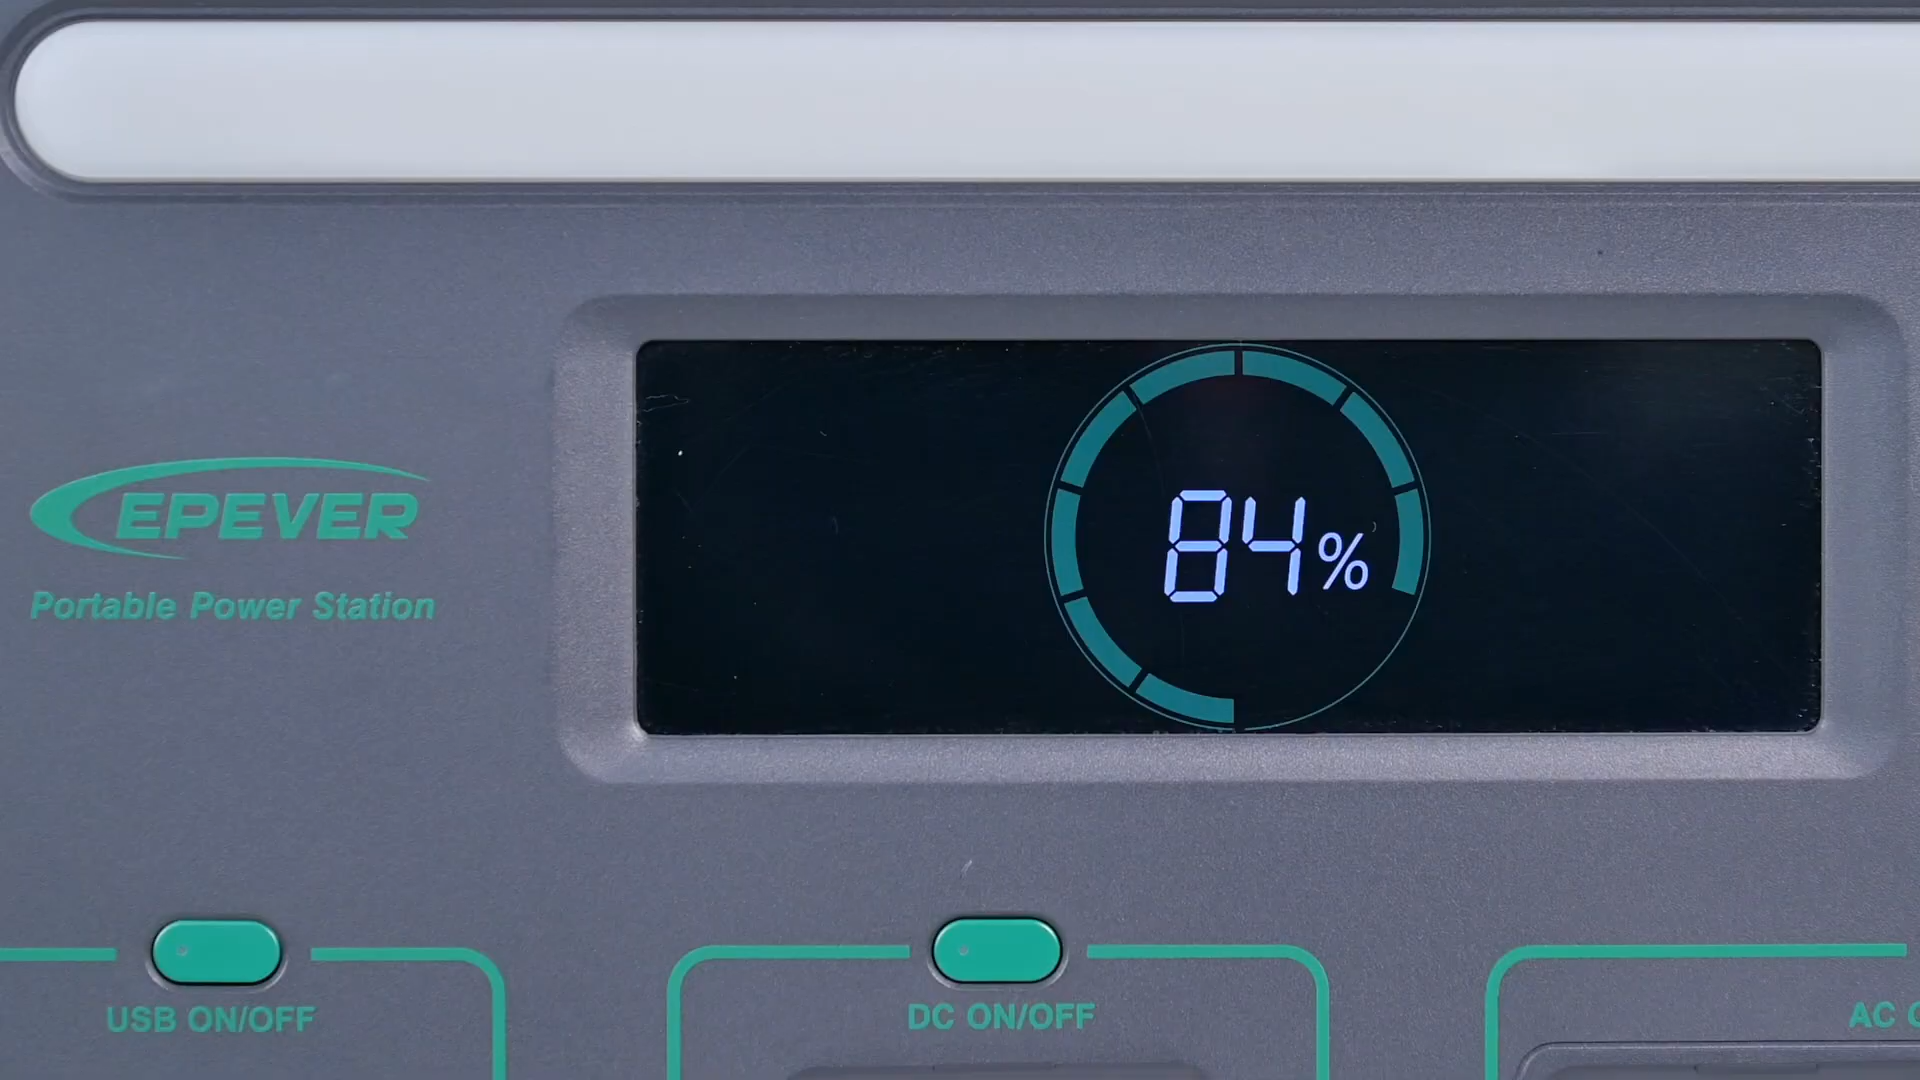 84%
EPEVER
Portable Power Station
USB ON/OFF
DC ON/OFF
AC